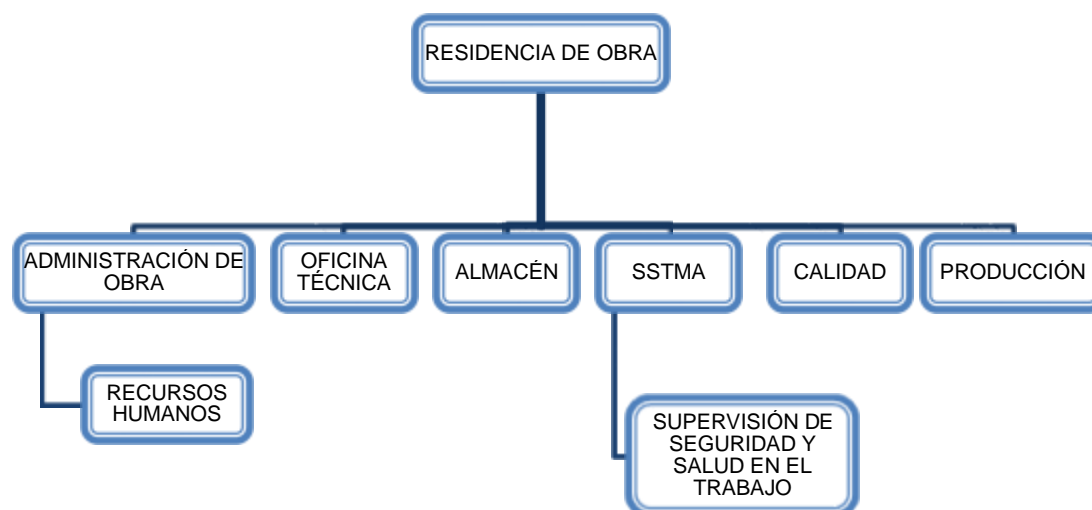 RESIDENCIA DE OBRA
ADMINISTRACIÓN DE
OBRA
OFICINA
TÉCNICA
ALMACÉN
SSTMA
CALIDAD
PRODUCCIÓN
RECURSOS
HUMANOS
SUPERVISIÓN DE
SEGURIDAD Y
SALUD EN EL
TRABAJO